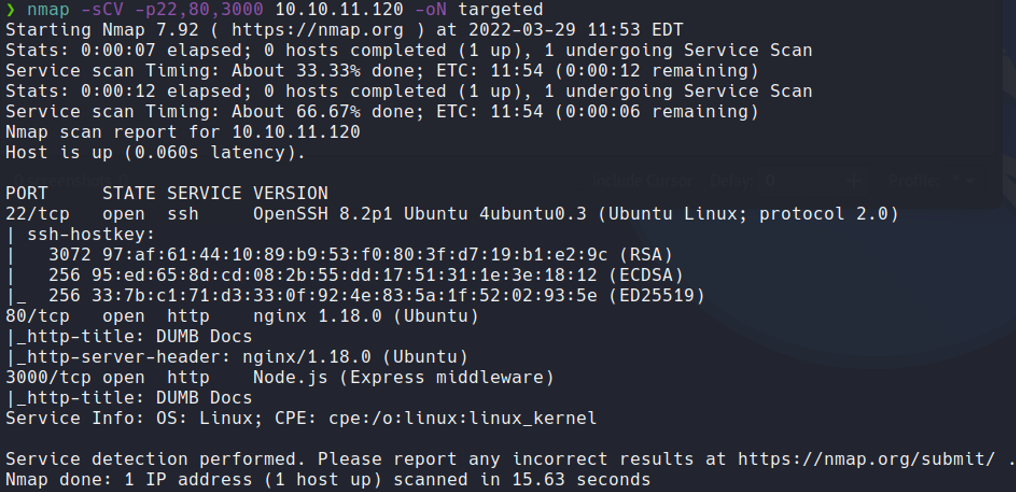 ❯ nmap -sCV -p22,80,3000 10.10.11.120 -oN targeted
Starting Nmap 7.92 ( https://nmap.org ) at 2022-03-29 11:53 EDT
Stats: 0:00:07 elapsed; 0 hosts completed (1 up), 1 undergoing Service Scan
Service scan Timing: About 33.33% done; ETC: 11:54 (0:00:12 remaining)
Stats: 0:00:12 elapsed; 0 hosts completed (1 up), 1 undergoing Service Scan
Service scan Timing: About 66.67% done; ETC: 11:54 (0:00:06 remaining)
Nmap scan report for 10.10.11.120
Host is up (0.060s latency).
Include Cursor Delay: 0 + Profile:
PORT     STATE SERVICE VERSION
22/tcp   open  ssh     OpenSSH 8.2p1 Ubuntu 4ubuntu0.3 (Ubuntu Linux; protocol 2.0)
| ssh-hostkey:
|   3072 97:af:61:44:10:89:b9:53:f0:80:3f:d7:19:b1:e2:9c (RSA)
|   256 95:ed:65:8d:cd:08:2b:55:dd:17:51:31:1e:3e:18:12 (ECDSA)
|_  256 33:7b:c1:71:d3:33:0f:92:4e:83:5a:1f:52:02:93:5e (ED25519)
80/tcp   open  http    nginx 1.18.0 (Ubuntu)
|_http-title: DUMB Docs
|_http-server-header: nginx/1.18.0 (Ubuntu)
3000/tcp open  http    Node.js (Express middleware)
|_http-title: DUMB Docs
Service Info: OS: Linux; CPE: cpe:/o:linux:linux_kernel
Service detection performed. Please report any incorrect results at https://nmap.org/submit/ .
Nmap done: 1 IP address (1 host up) scanned in 15.63 seconds